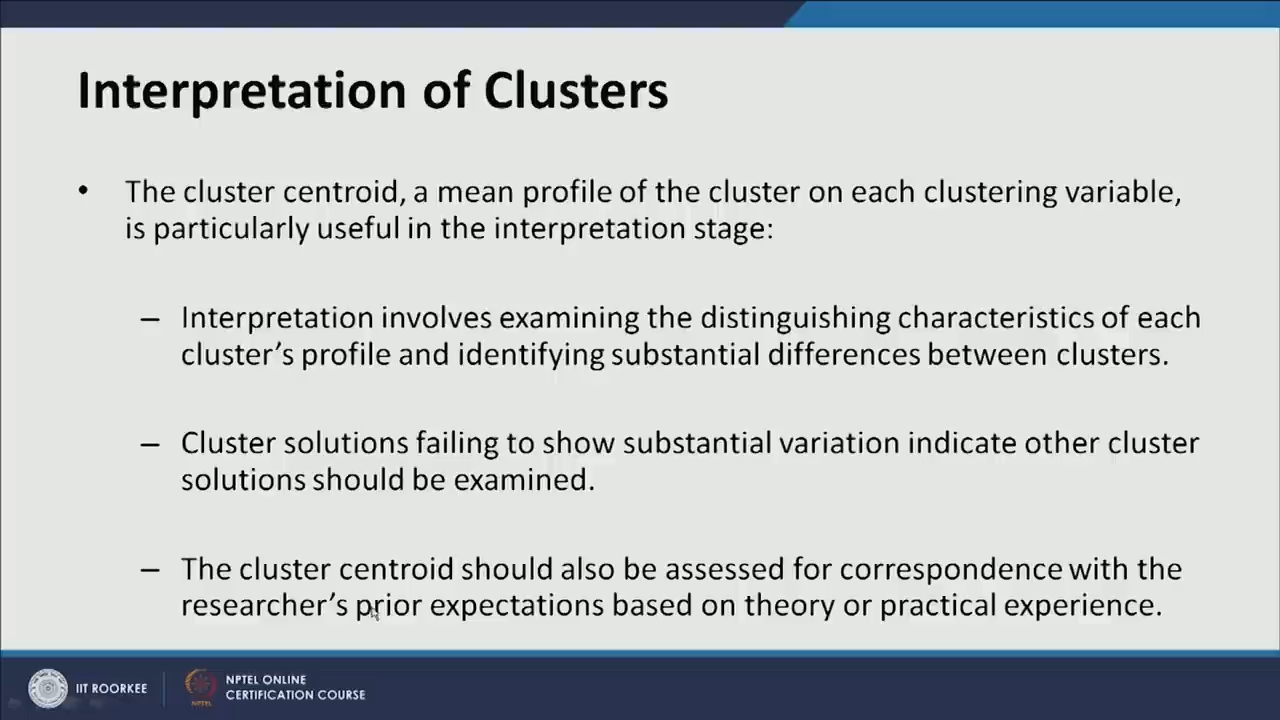 Interpretation of Clusters
• The cluster centroid, a mean profile of the cluster on each clustering variable,
is particularly useful in the interpretation stage:
– Interpretation involves examining the distinguishing characteristics of each
cluster’s profile and identifying substantial differences between clusters.
– Cluster solutions failing to show substantial variation indicate other cluster
solutions should be examined.
– The cluster centroid should also be assessed for correspondence with the
researcher’s prior expectations based on theory or practical experience.
IIT ROORKEE
NPTEL ONLINE
CERTIFICATION COURSE
NPTEL